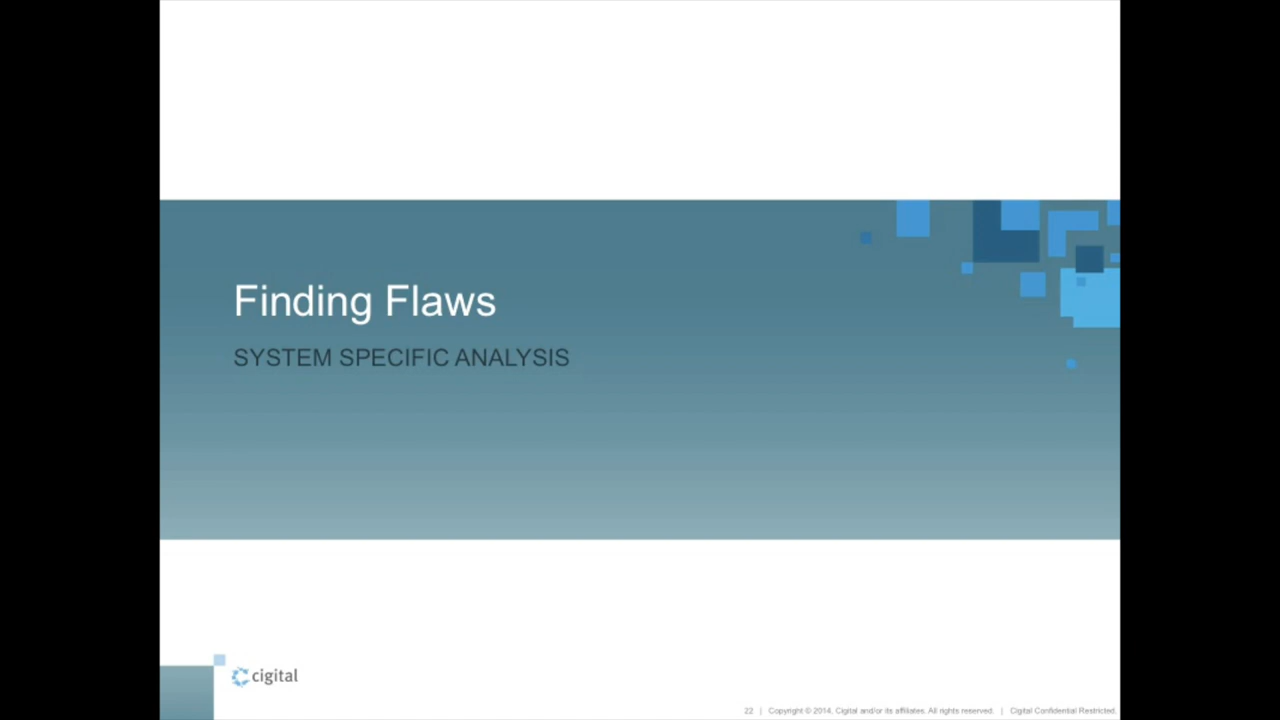 Finding Flaws
SYSTEM SPECIFIC ANALYSIS
cigital
22 | Copyright © 2014, Cigital and/or its affiliates. All rights reserved. | Cigital Confidential Restricted.